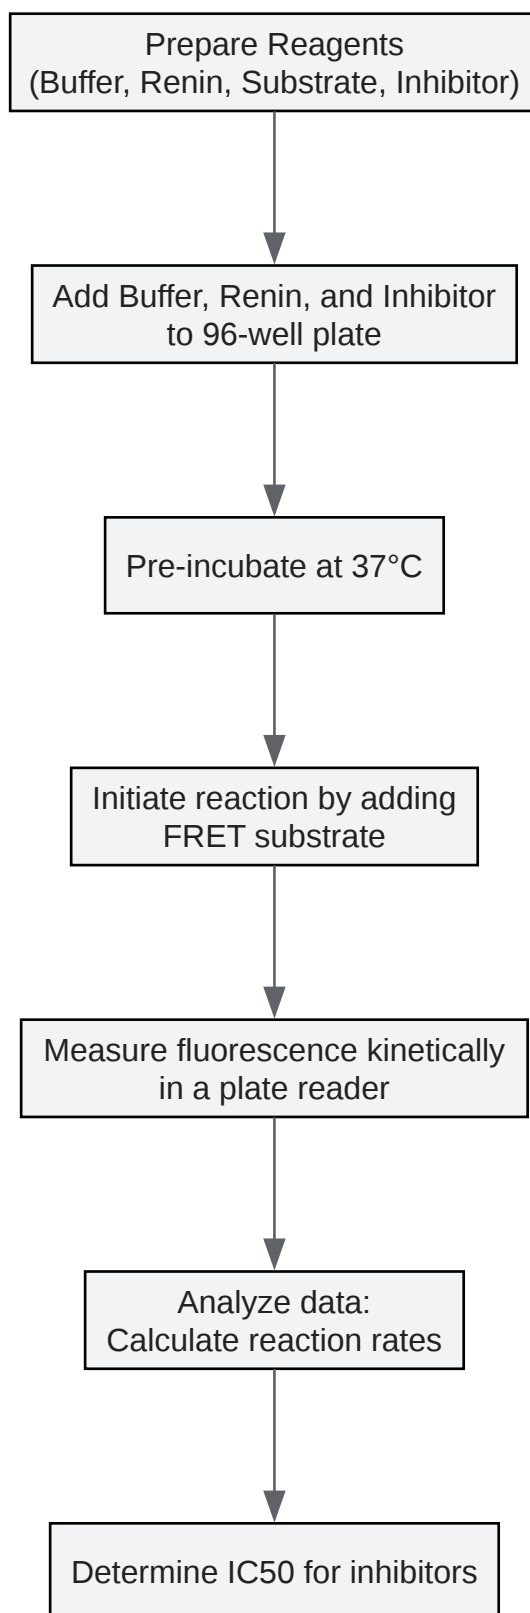 Prepare Reagents
(Buffer, Renin, Substrate, Inhibitor)
Add Buffer, Renin, and Inhibitor
to 96-well plate
Pre-incubate at 37°C
Initiate reaction by adding
FRET substrate
Measure fluorescence kinetically
in a plate reader
Analyze data:
Calculate reaction rates
Determine IC50 for inhibitors